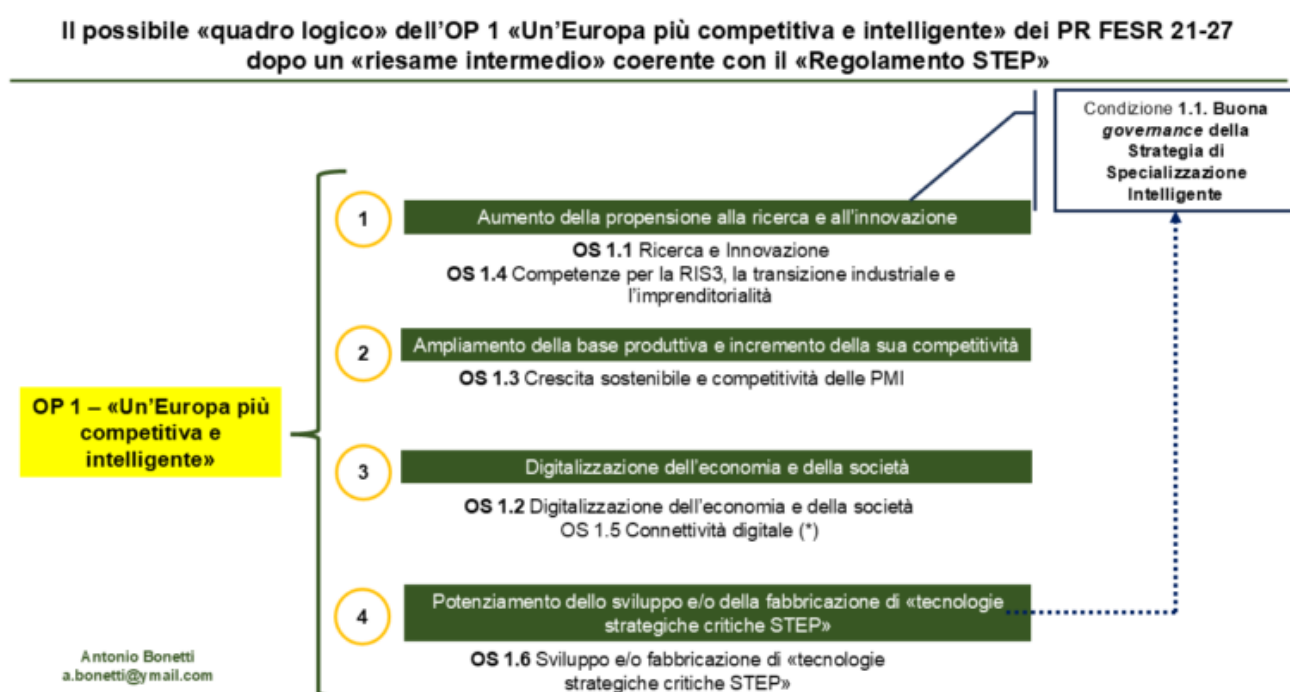 Il possibile «quadro logico» dell'OP 1 «Un'Europa più competitiva e intelligente» dei PR FESR 21-27
dopo un «riesame intermedio» coerente con il «Regolamento STEP»
Condizione 1.1. Buona
governance della
Strategia di
Specializzazione
Intelligente
1
Aumento della propensione alla ricerca e all'innovazione
OS 1.1 Ricerca e Innovazione
OS 1.4 Competenze per la RIS3, la transizione industriale e
l'imprenditorialità
2
Ampliamento della base produttiva e incremento della sua competitività
OS 1.3 Crescita sostenibile e competitività delle PMI
OP 1 – «Un'Europa più
competitiva e
intelligente»
3
Digitalizzazione dell'economia e della società
OS 1.2 Digitalizzazione dell'economia e della società
OS 1.5 Connettività digitale (*)
4
Potenziamento dello sviluppo e/o della fabbricazione di «tecnologie
strategiche critiche STEP»
OS 1.6 Sviluppo e/o fabbricazione di «tecnologie
strategiche critiche STEP»
Antonio Bonetti
a.bonetti@ymail.com